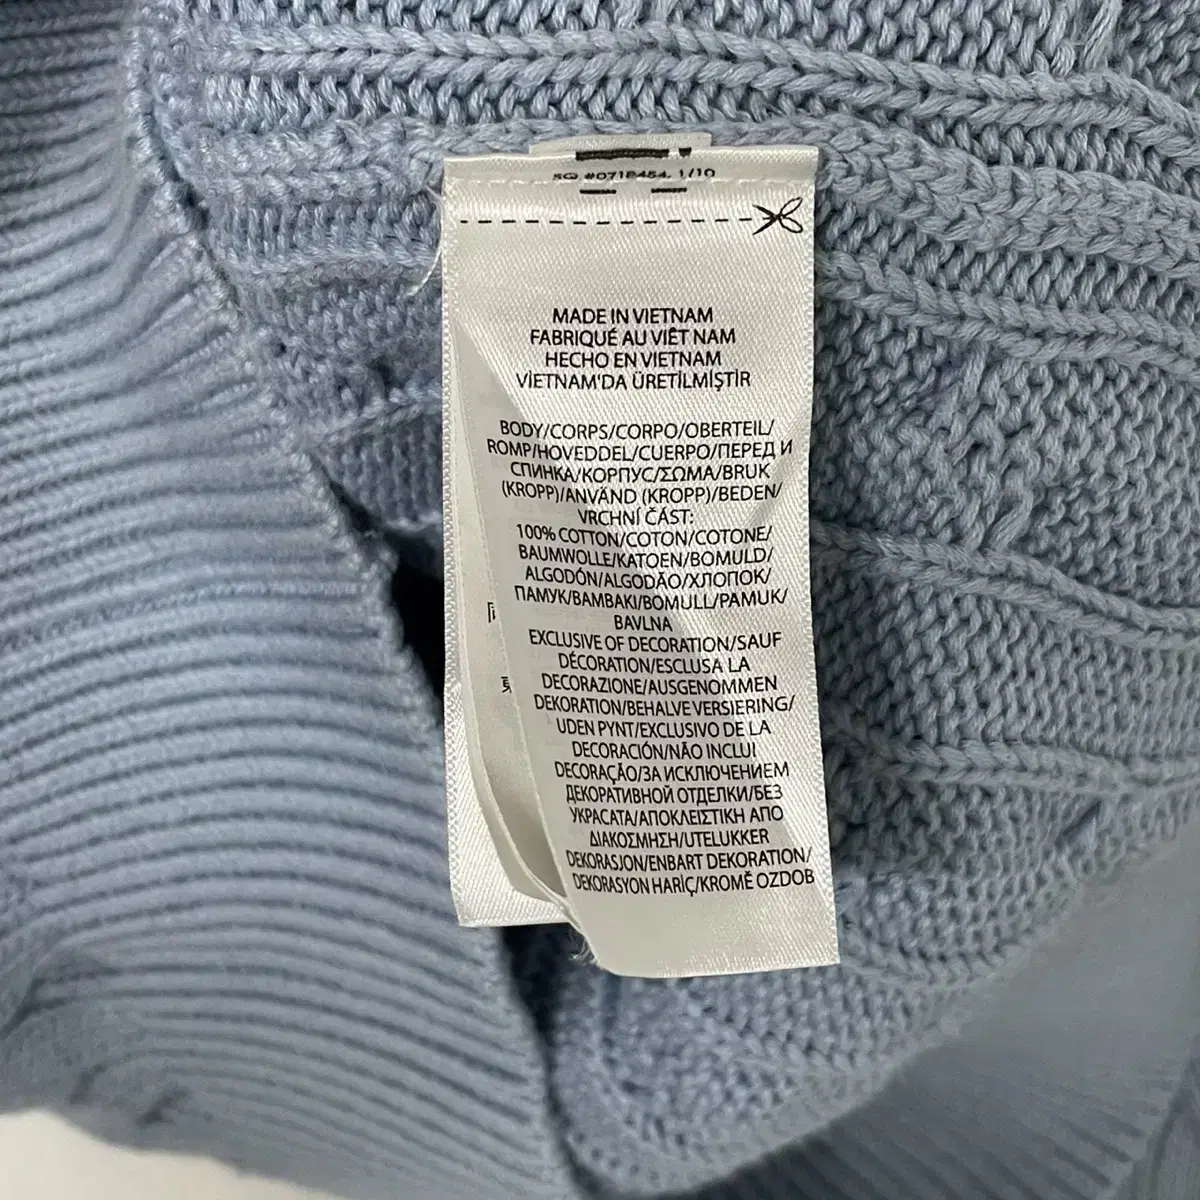 SQ #0718454, 1/10
MADE IN VIETNAM
FABRIQUÉ AU VIÊT NAM
HECHO EN VIETNAM
VİETNAM'DA ÜRETİLMİŞTİR
BODY/CORPS/CORPO/OBERTEIL/
ROMP/HOVEDDEL/CUERPO/ПЕРЕД И
СПИНКА/КОРПУС/ΣΩΜΑ/BRUK
(KROPP)/ANVÄND (KROPP)/BEDEN/
VRCHNÍ ČÁST:
100% COTTON/COTON/COTONE/
BAUMWOLLE/KATOEN/BOMULD/
ALGODÓN/ALGODÃO/ХЛОПОК/
ПАМУК/BAMBAKI/BOMULL/PAMUK/
BAVLNA
EXCLUSIVE OF DECORATION/SAUF
DÉCORATION/ESCLUSA LA
DECORAZIONE/AUSGENOMMEN
DEKORATION/BEHALVE VERSIERING/
UDEN PYNT/EXCLUSIVO DE LA
DECORACIÓN/NÃO INCLUI
DECORAÇÃO/ЗА ИСКЛЮЧЕНИЕМ
ДЕКОРАТИВНОЙ ОТДЕЛКИ/БЕЗ
УКРАСАТА/ΑΠΟΚΛΕΙΣΤΙΚΗ ΑΠΟ
ΔΙΑΚΟΣΜΗΣΗ/UTELUKKER
DEKORASJON/ENBART DEKORATION/
DEKORASYON HARİÇ/KROMĚ OZDOB